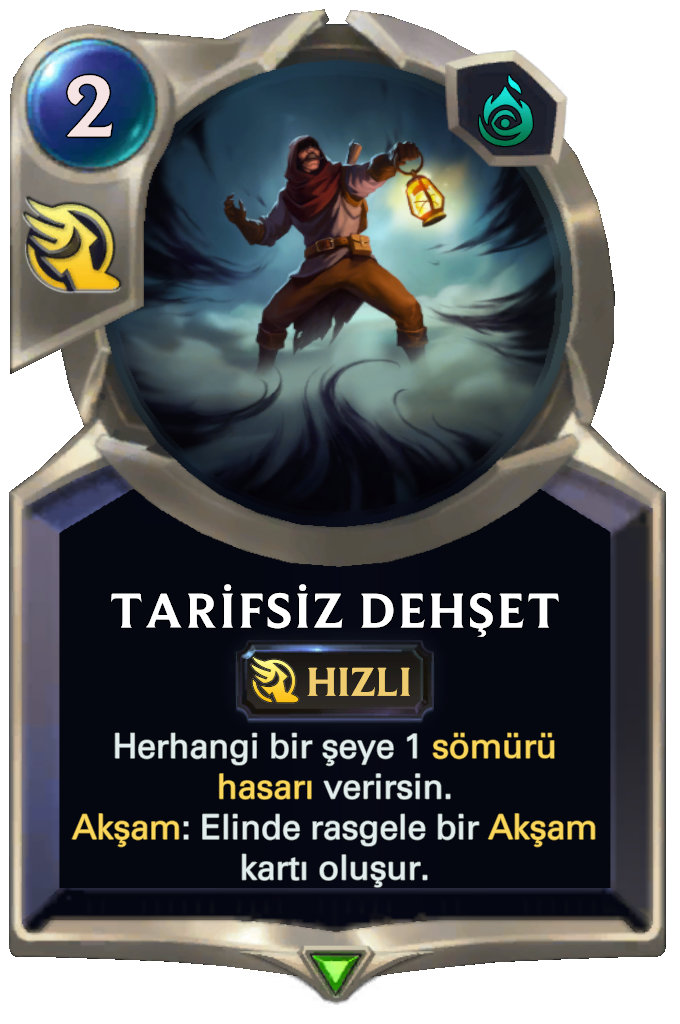 2
TARİFSİZ DEHŞET
HIZLI
Herhangi bir şeye 1 sömürü
hasarı verirsin.
Akşam: Elinde rasgele bir Akşam
kartı oluşur.